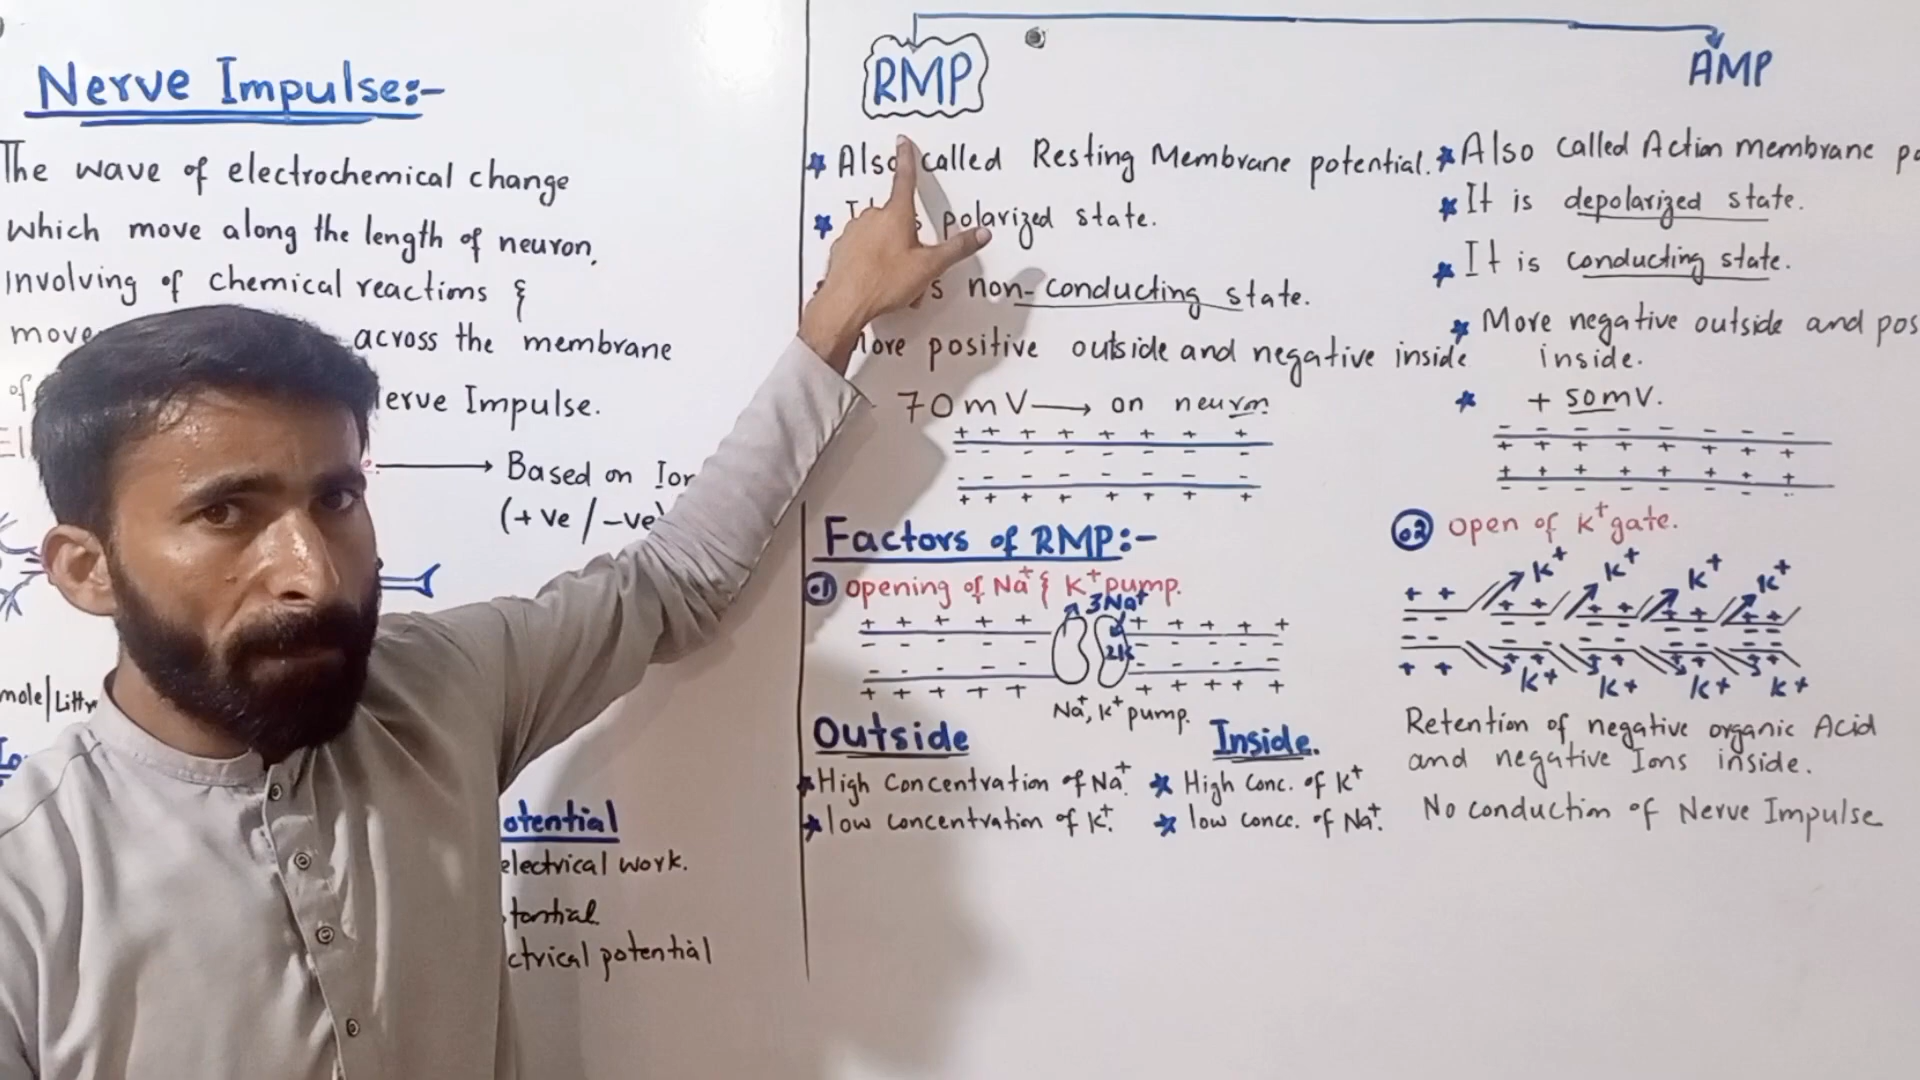 Nerve Impulse:-
The wave of electrochemical change
which move along the length of neuron,
involving of chemical reactions &
across the membrane
of
Nerve Impulse.
Based on
(+ve / -ve)
mole/Littr
electrical work.
RMP
* Also called Resting Membrane potential.
* polarized state.
non-conducting state.
More positive outside and negative inside
70mV → on neuron
+ + + + + + + +
- - - - - - - -
- - - - - - - -
+ + + + + + + +
Factors of RMP:-
01 opening of Na+ & K+ pump.
3Na+
2K
+ + + + + + + + + +
- - - - - - - -
- - - - - - - -
+ + + + + + + + +
Na+, K+ pump.
Outside
* High Concentration of Na+.
* low concentration of K+.
Inside.
* High Conc. of K+
* low conc. of Na+.
AMP
* Also called Action membrane
* It is depolarized state.
* It is conducting state.
* More negative outside and
inside.
* + 50mV.
- - - - - - - -
+ + + + + + + +
+ + + + + + + +
- - - - - - - -
02 open of K+ gate.
K+ K+ K+ K+
+ + + + + + + + + +
- - - - - - - - - -
- - - - - - - - - -
+ +
K+ K+ K+ K+
Retention of negative organic Acid
and negative Ions inside.
No conduction of Nerve Impulse